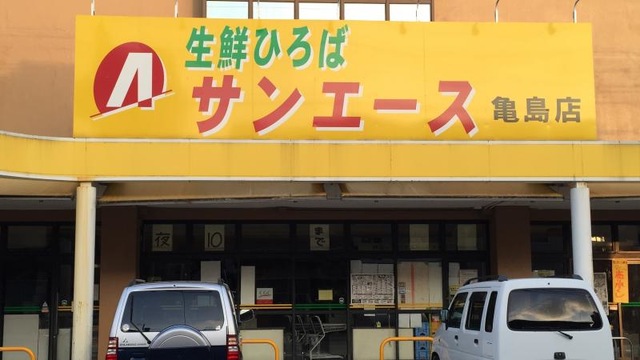 生鮮ひろば
サンエース 亀島店
夜 10 まで